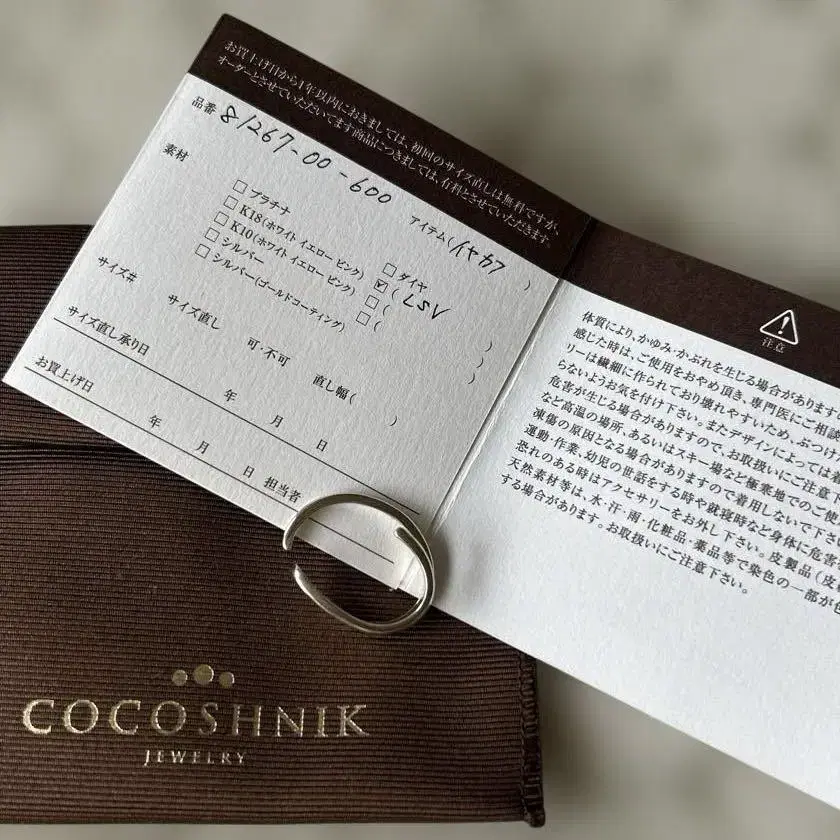 お買上げ日から1年以内におきましては、初回のサイズ直しは無料ですが、
オーダーとさせていただいてます商品につきましては、有料とさせていただきます。
品番 81267-00-600
アイテム(イヤカフ)
素材
□プラチナ
□K18(ホワイト イエロー ピンク)
□K10(ホワイト イエロー ピンク)
□シルバー
□シルバー(ゴールドコーティング)
□ダイヤ
☑(LSV)
□( )
□( )
サイズ#
サイズ直し 可・不可 直し幅( )
サイズ直し承り日 年 月 日
お買上げ日 年 月 日 担当者
注意
体質により、かゆみ・かぶれを生じる場合があります
感じた時は、ご使用をおやめ頂き、専門医にご相談
リーは繊細に作られており壊れやすいため、ぶつけ
らないようお気を付け下さい。またデザインによっては
危害が生じる場合がありますので、お取扱いにご注意
など高温の場所、あるいはスキー場など極寒地でのご使
凍傷の原因となる場合がありますので着用しないで下さ
運動・作業、幼児の世話をする時や就寝時など身体に危害
恐れのある時はアクセサリーをお外し下さい。皮製品(皮
天然素材等は、水・汗・雨・化粧品・薬品等で染色の一部が色
する場合があります。お取扱いにご注意下さい。
COCOSHNIK
JEWELRY